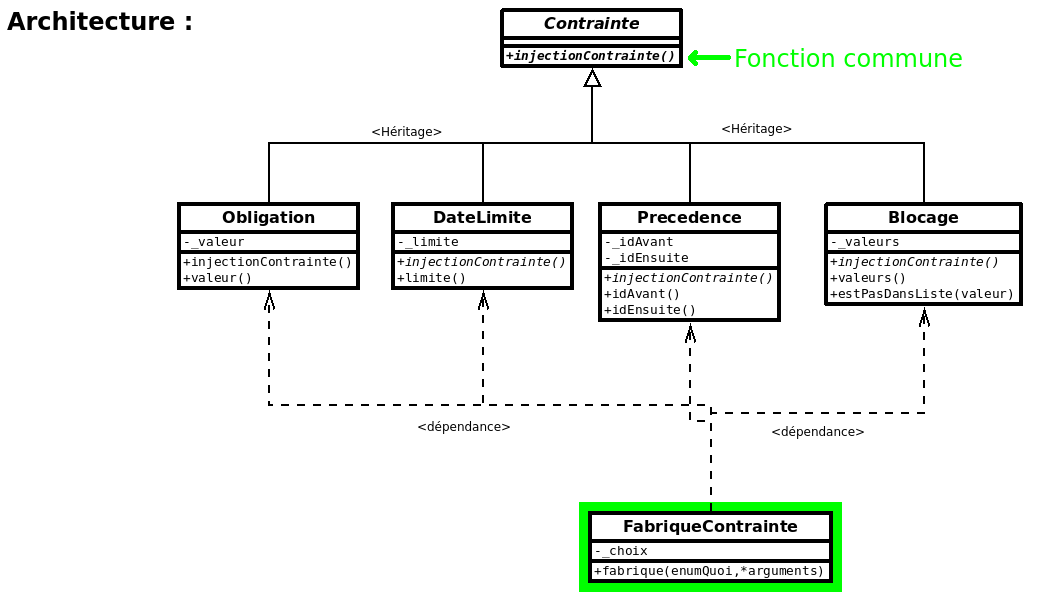 Architecture :
Contrainte
+injectionContrainte()
Fonction commune
<Héritage>
<Héritage>
Obligation
-_valeur
+injectionContrainte()
+valeur()
DateLimite
-_limite
+injectionContrainte()
+limite()
Precedence
-_idAvant
-_idEnsuite
+injectionContrainte()
+idAvant()
+idEnsuite()
Blocage
-_valeurs
+injectionContrainte()
+valeurs()
+estPasDansListe(valeur)
<dépendance>
<dépendance>
FabriqueContrainte
-_choix
+fabrique(enumQuoi,*arguments)